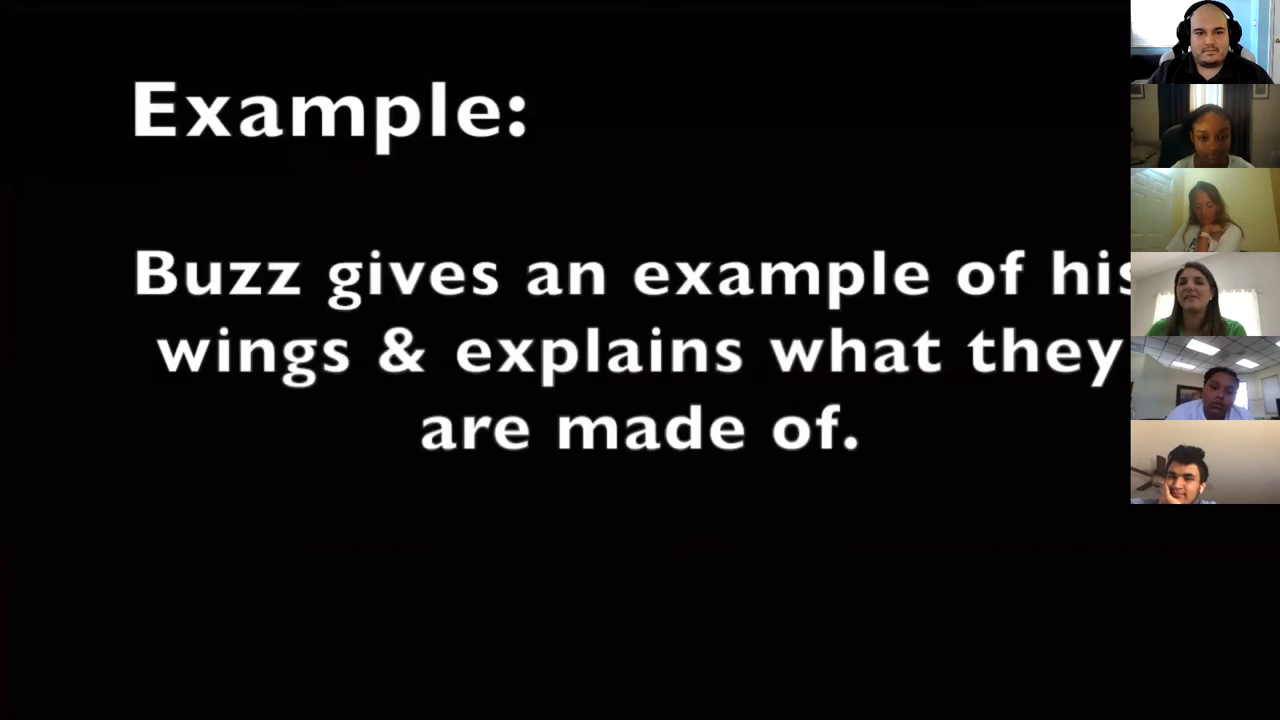 Example:
Buzz gives an example of his
wings & explains what they
are made of.